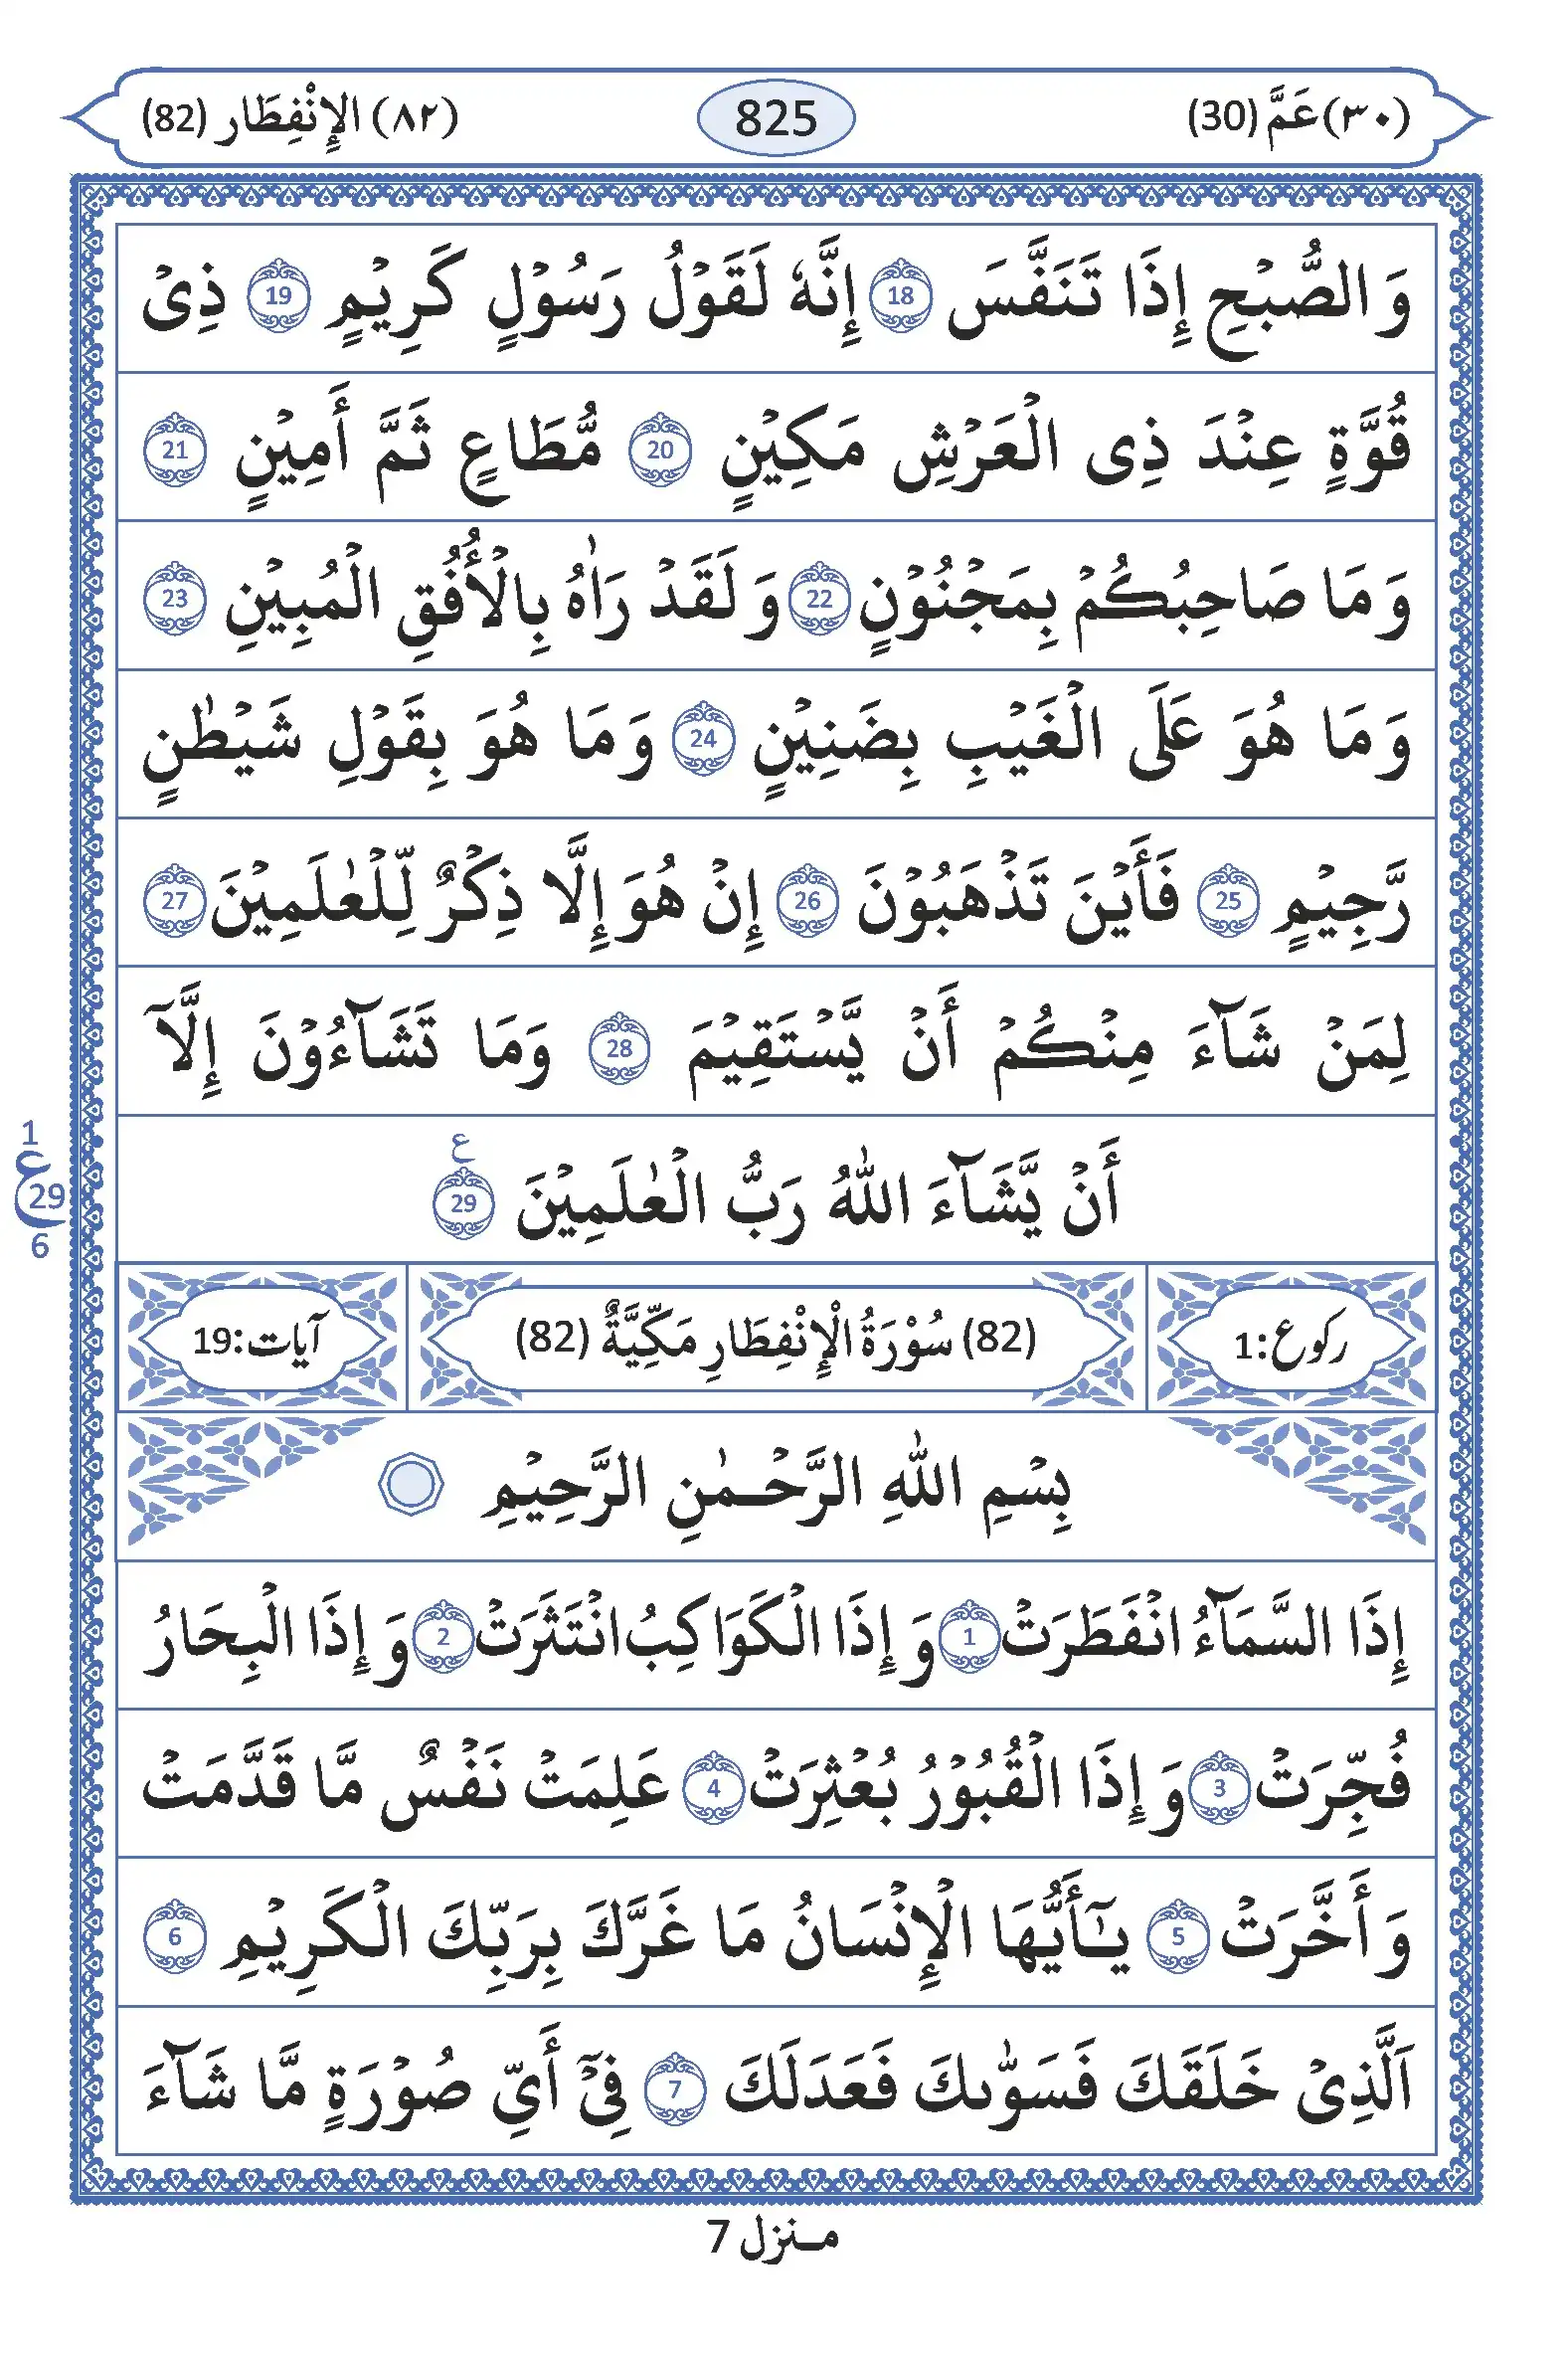 (٣٠) عَمَّ (30) 825 (٨٢) الإِنْفِطَار (82)
وَ الصُّبْحِ إِذَا تَنَفَّسَ 18 إِنَّهٗ لَقَوْلُ رَسُوْلٍ كَرِيْمٍ 19 ذِیْ
قُوَّةٍ عِنْدَ ذِی الْعَرْشِ مَكِيْنٍ 20 مُّطَاعٍ ثَمَّ أَمِيْنٍ 21
وَ مَا صَاحِبُكُمْ بِمَجْنُوْنٍ 22 وَ لَقَدْ رَاٰهُ بِالْأُفُقِ الْمُبِيْنِ 23
وَ مَا هُوَ عَلَی الْغَيْبِ بِضَنِيْنٍ 24 وَ مَا هُوَ بِقَوْلِ شَيْطٰنٍ
رَّجِيْمٍ 25 فَأَيْنَ تَذْهَبُوْنَ 26 إِنْ هُوَ إِلَّا ذِكْرٌ لِّلْعٰلَمِيْنَ 27
لِمَنْ شَآءَ مِنْكُمْ أَنْ يَّسْتَقِيْمَ 28 وَمَا تَشَآءُوْنَ إِلَّآ
أَنْ يَّشَآءَ اللّٰهُ رَبُّ الْعٰلَمِيْنَ 29 ع
1
ع 29
6
رکوع:1 (82) سُوْرَةُ الْإِنْفِطَارِ مَكِّيَّةٌ (82) آیات:19
بِسْمِ اللّٰهِ الرَّحْمٰنِ الرَّحِيْمِ
إِذَا السَّمَآءُ انْفَطَرَتْ 1 وَ إِذَا الْكَوَاكِبُ انْتَثَرَتْ 2 وَ إِذَا الْبِحَارُ
فُجِّرَتْ 3 وَ إِذَا الْقُبُوْرُ بُعْثِرَتْ 4 عَلِمَتْ نَفْسٌ مَّا قَدَّمَتْ
وَ أَخَّرَتْ 5 يٰٓأَيُّهَا الْإِنْسَانُ مَا غَرَّكَ بِرَبِّكَ الْكَرِيْمِ 6
اَلَّذِیْ خَلَقَكَ فَسَوّٰىكَ فَعَدَلَكَ 7 فِیْٓ أَیِّ صُوْرَةٍ مَّا شَآءَ
منزل 7